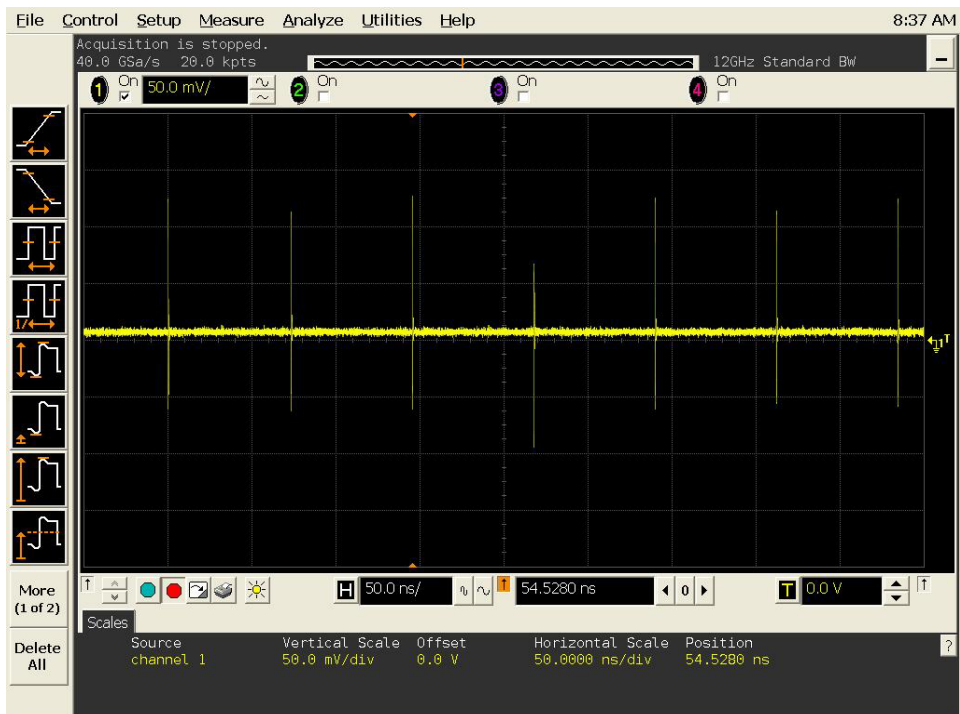 File Control Setup Measure Analyze Utilities Help 8:37 AM
Acquisition is stopped.
40.0 GSa/s 20.0 kpts 12GHz Standard BW
1 On 50.0 mV/ 2 On 3 On 4 On
1/
T
More
(1 of 2)
Delete
All
H 50.0 ns/ 54.5280 ns 0 T 0.0 V
Scales
Source Vertical Scale Offset Horizontal Scale Position ?
channel 1 50.0 mV/div 0.0 V 50.0000 ns/div 54.5280 ns